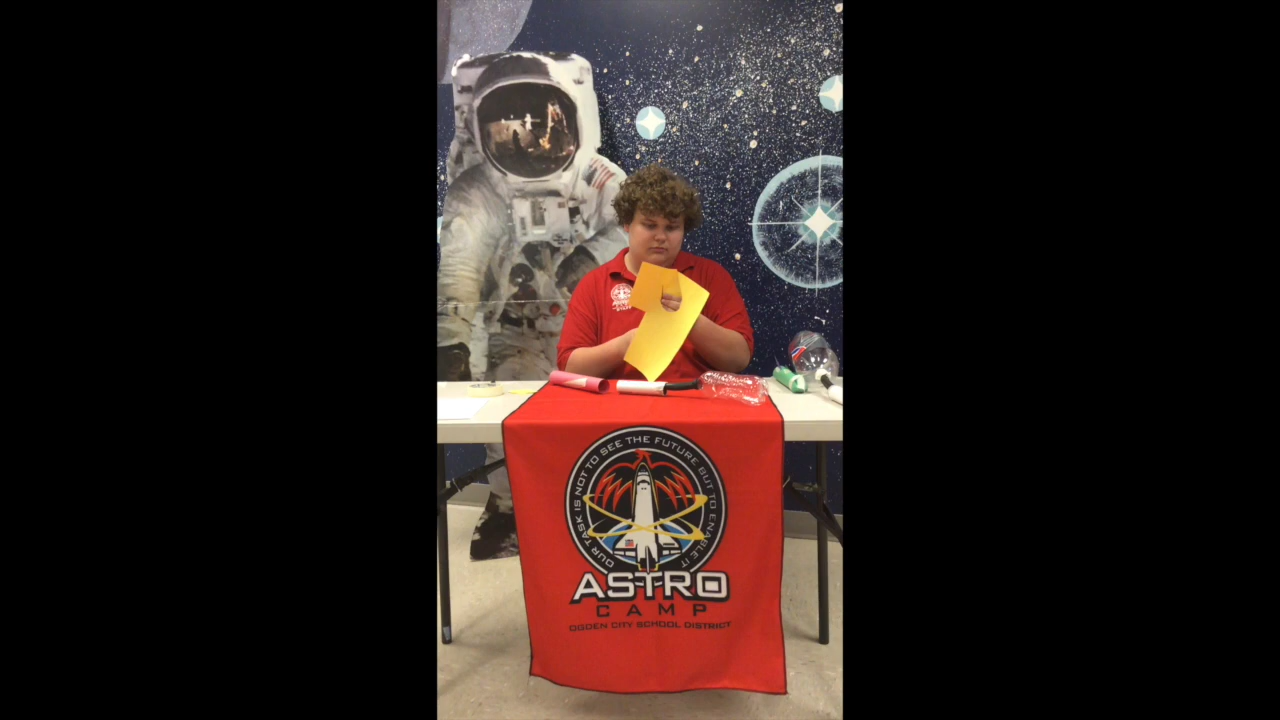 OUR TASK IS NOT TO SEE THE FUTURE BUT TO ENABLE IT
ASTRO
CAMP
OGDEN CITY SCHOOL DISTRICT